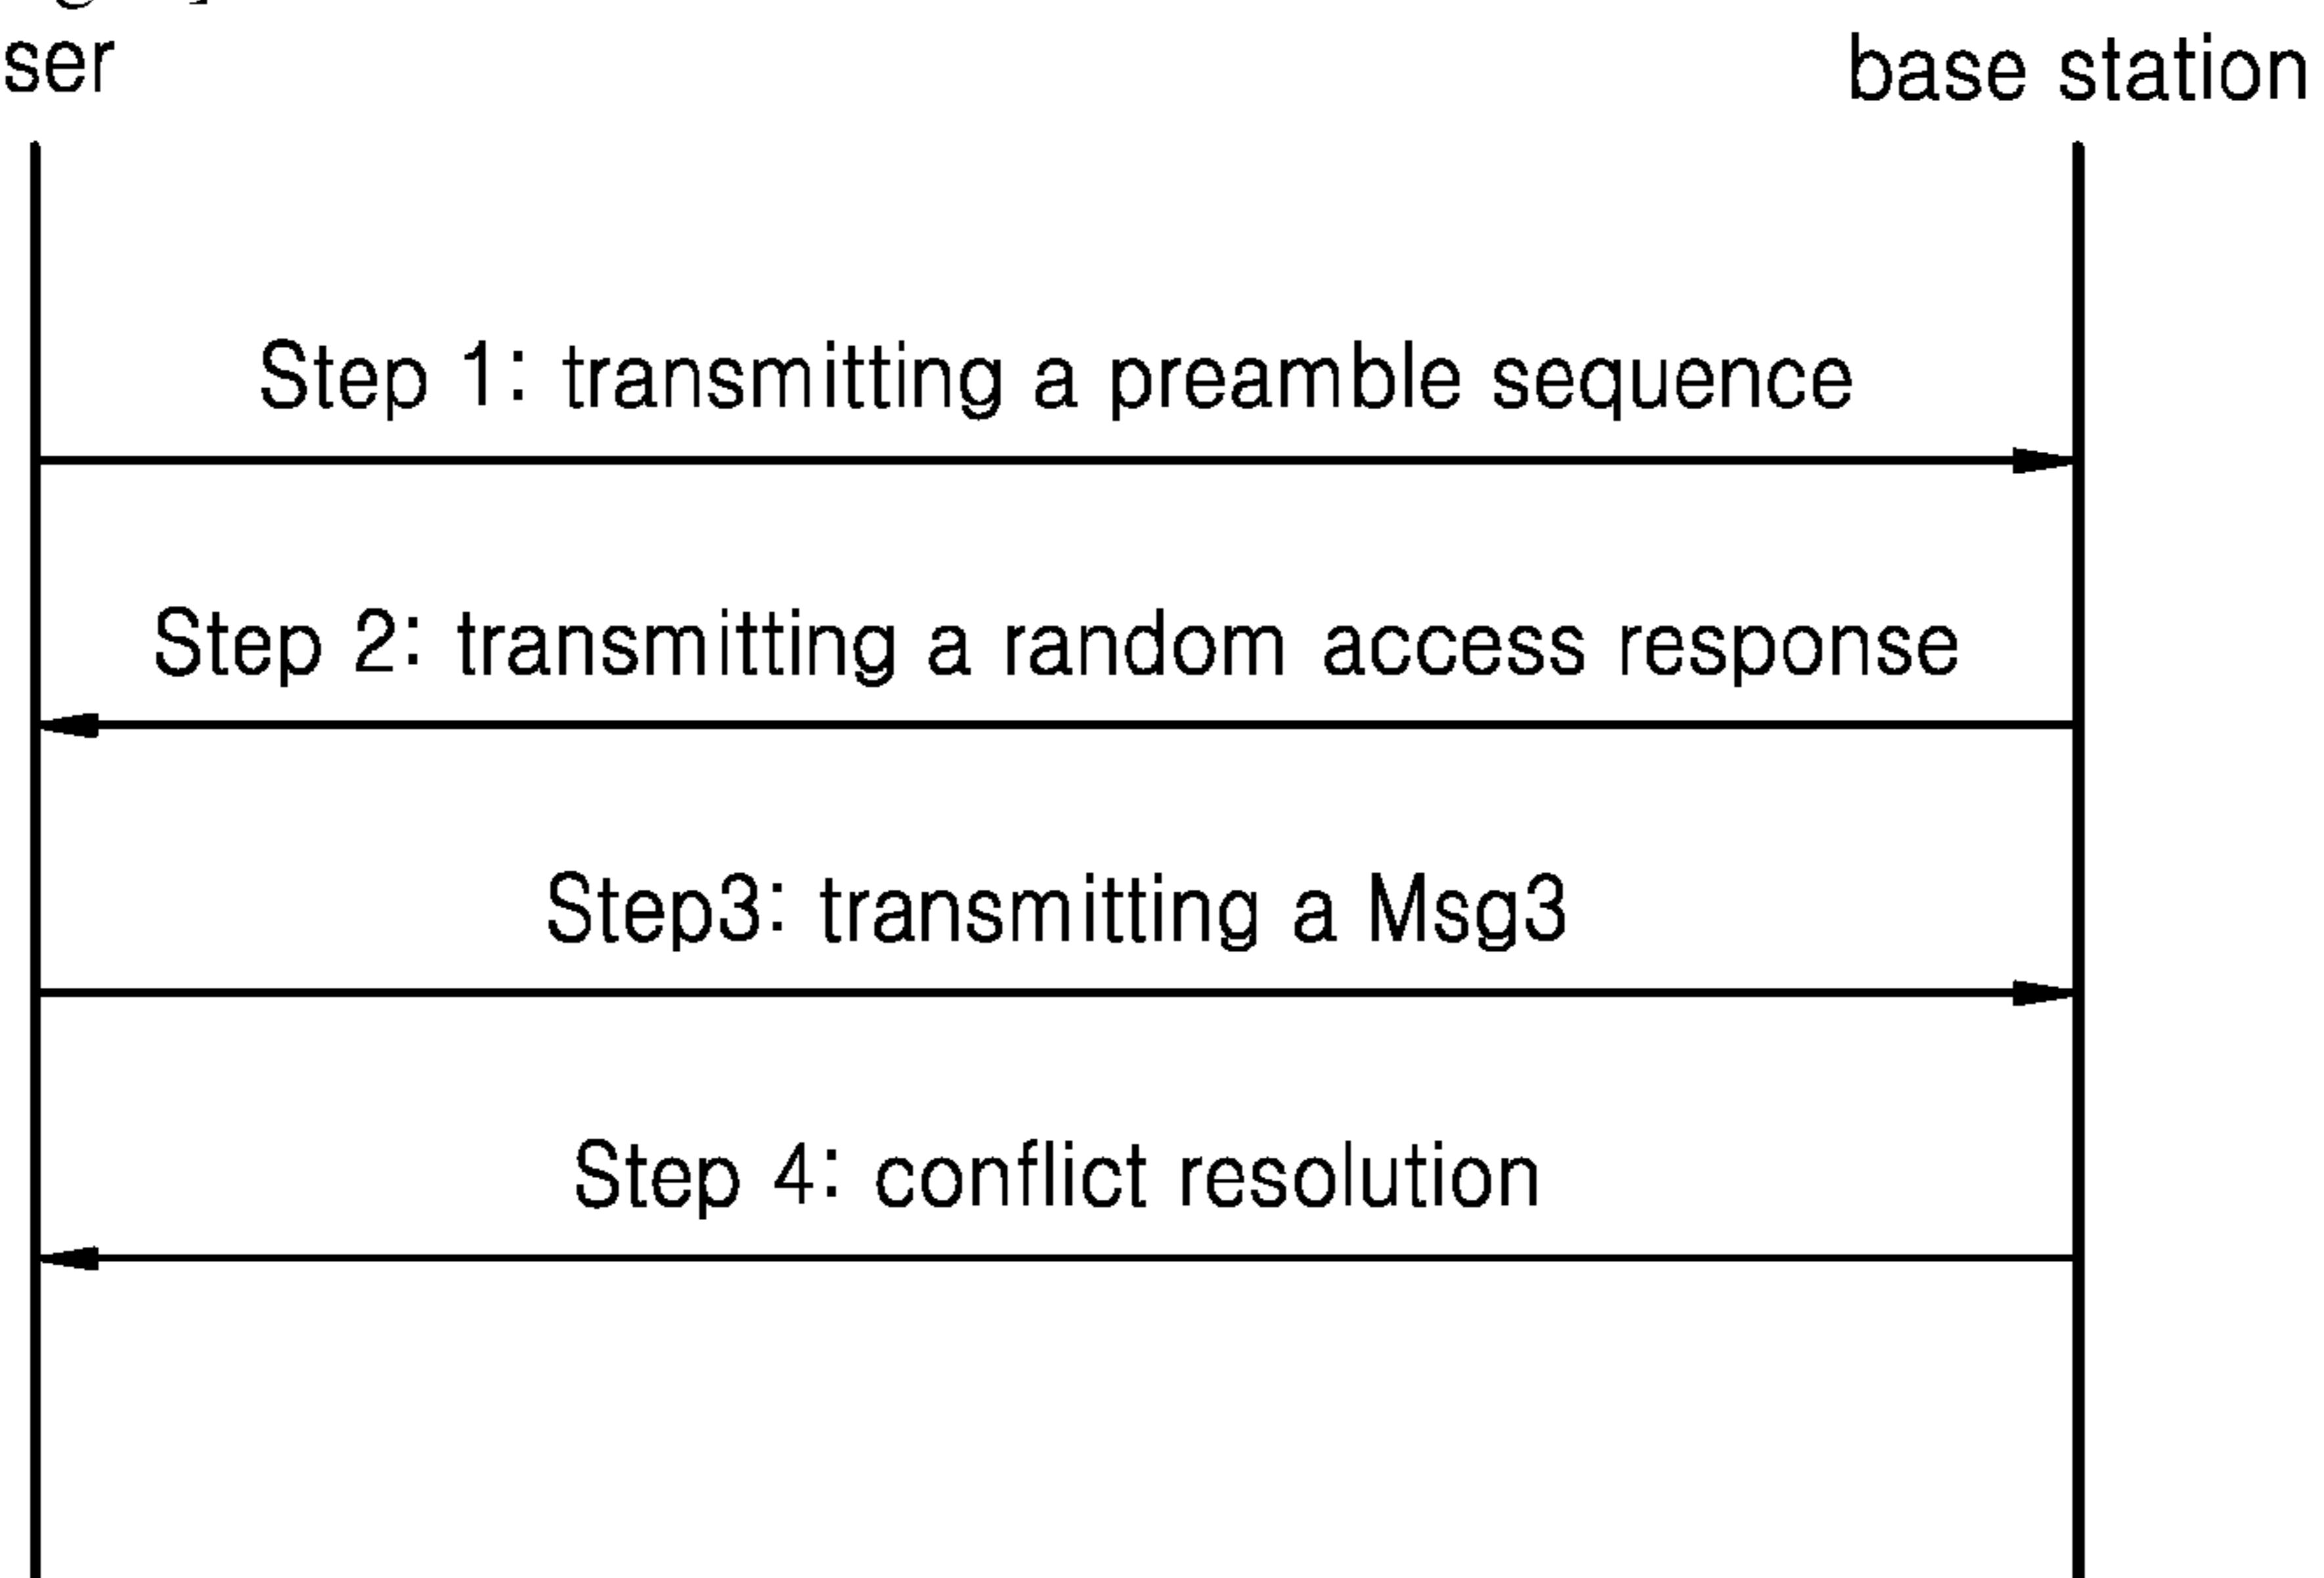 ser
base station
Step 1: transmitting a preamble sequence
Step 2: transmitting a random access response
Step3: transmitting a Msg3
Step 4: conflict resolution